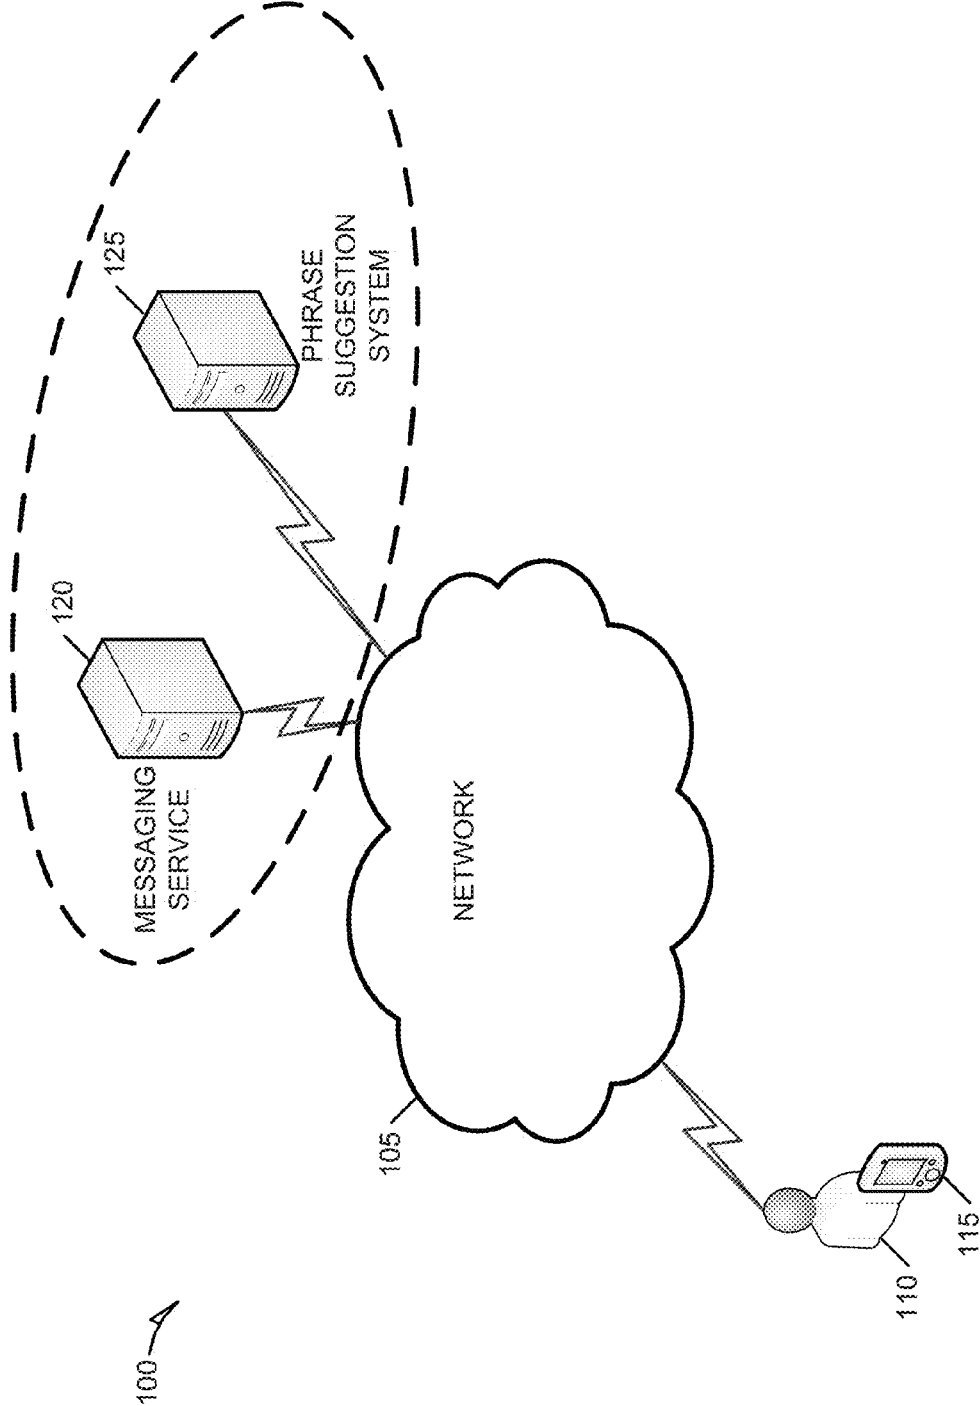 100
105
NETWORK
110
115
MESSAGING
SERVICE
120
125
PHRASE
SUGGESTION
SYSTEM